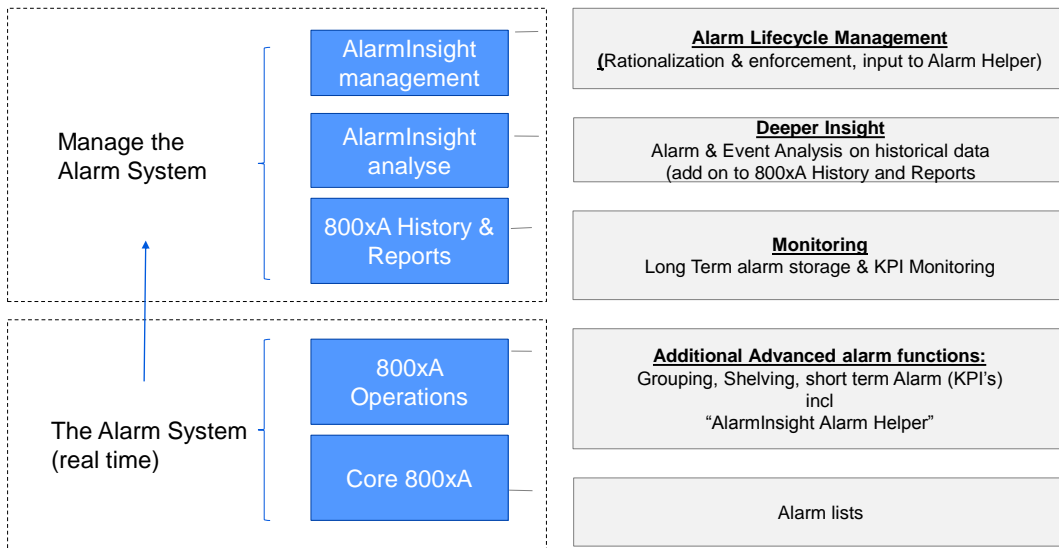 AlarmInsight
management
Alarm Lifecycle Management
(Rationalization & enforcement, input to Alarm Helper)
Manage the
Alarm System
AlarmInsight
analyse
Deeper Insight
Alarm & Event Analysis on historical data
(add on to 800xA History and Reports
800xA History &
Reports
Monitoring
Long Term alarm storage & KPI Monitoring
The Alarm System
(real time)
800xA
Operations
Additional Advanced alarm functions:
Grouping, Shelving, short term Alarm (KPI's)
incl
“AlarmInsight Alarm Helper”
Core 800xA
Alarm lists